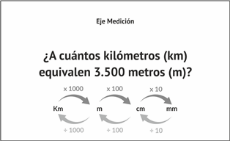 Eje Medición
¿A cuántos kilómetros (km)
equivalen 3.500 metros (m)?
x 1000 x 100 x 10
Km m cm mm
÷ 1000 ÷ 100 ÷ 10